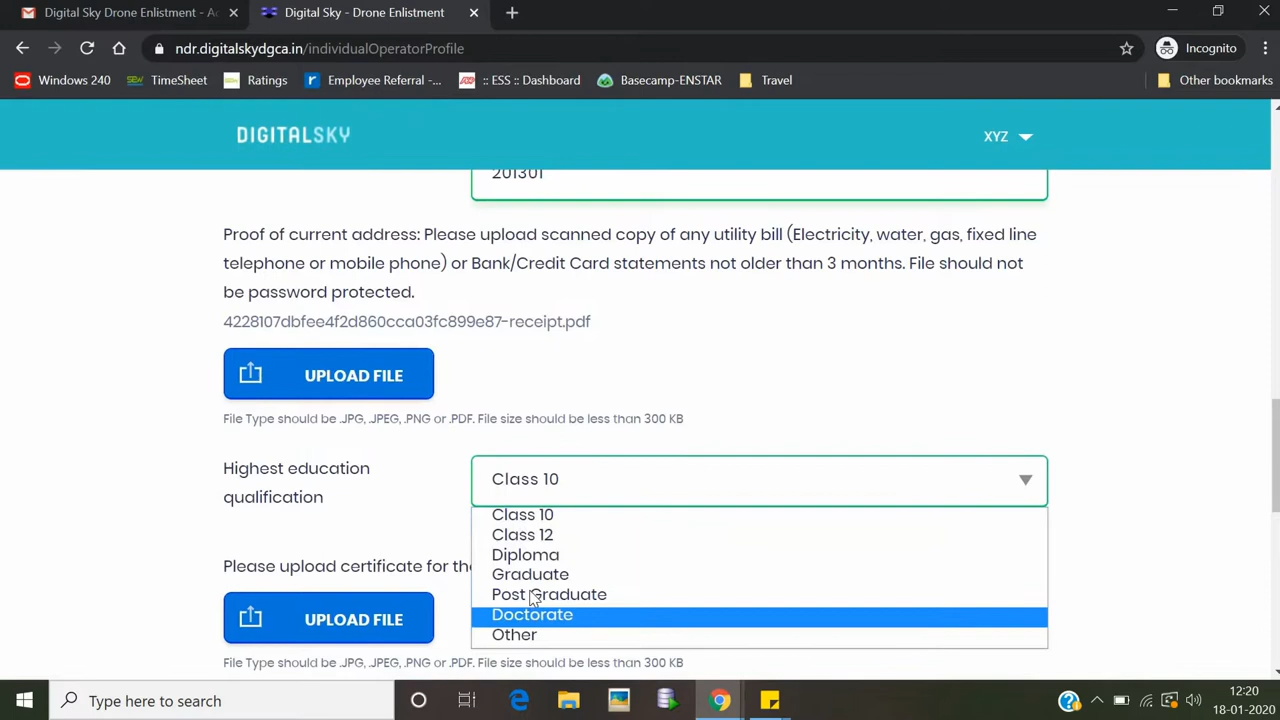 Digital Sky Drone Enlistment - Ac
Digital Sky - Drone Enlistment
ndr.digitalskydgca.in/individualOperatorProfile
Incognito
Windows 240
TimeSheet
Ratings
Employee Referral -...
:: ESS :: Dashboard
Basecamp-ENSTAR
Travel
Other bookmarks
DIGITALSKY
XYZ
201301
Proof of current address: Please upload scanned copy of any utility bill (Electricity, water, gas, fixed line
telephone or mobile phone) or Bank/Credit Card statements not older than 3 months. File should not
be password protected.
4228107dbfee4f2d860cca03fc899e87-receipt.pdf
UPLOAD FILE
File Type should be .JPG, .JPEG, .PNG or .PDF. File size should be less than 300 KB
Highest education
qualification
Class 10
Class 10
Class 12
Diploma
Graduate
Post Graduate
Doctorate
Other
Please upload certificate for the
UPLOAD FILE
File Type should be .JPG, .JPEG, .PNG or .PDF. File size should be less than 300 KB
Type here to search
12:20
18-01-2020